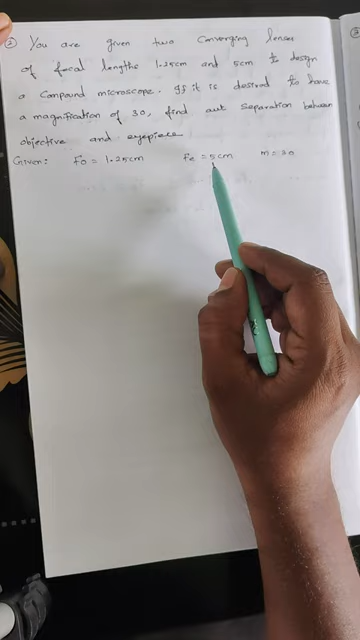 ② You are given two Converging lenses
of focal lengths 1.25cm and 5cm to design
a Compound microscope. If it is desired to have
a magnification of 30, find out separation between
objective and eyepiece
Given: fo = 1.25cm Fe = 5cm m = 30